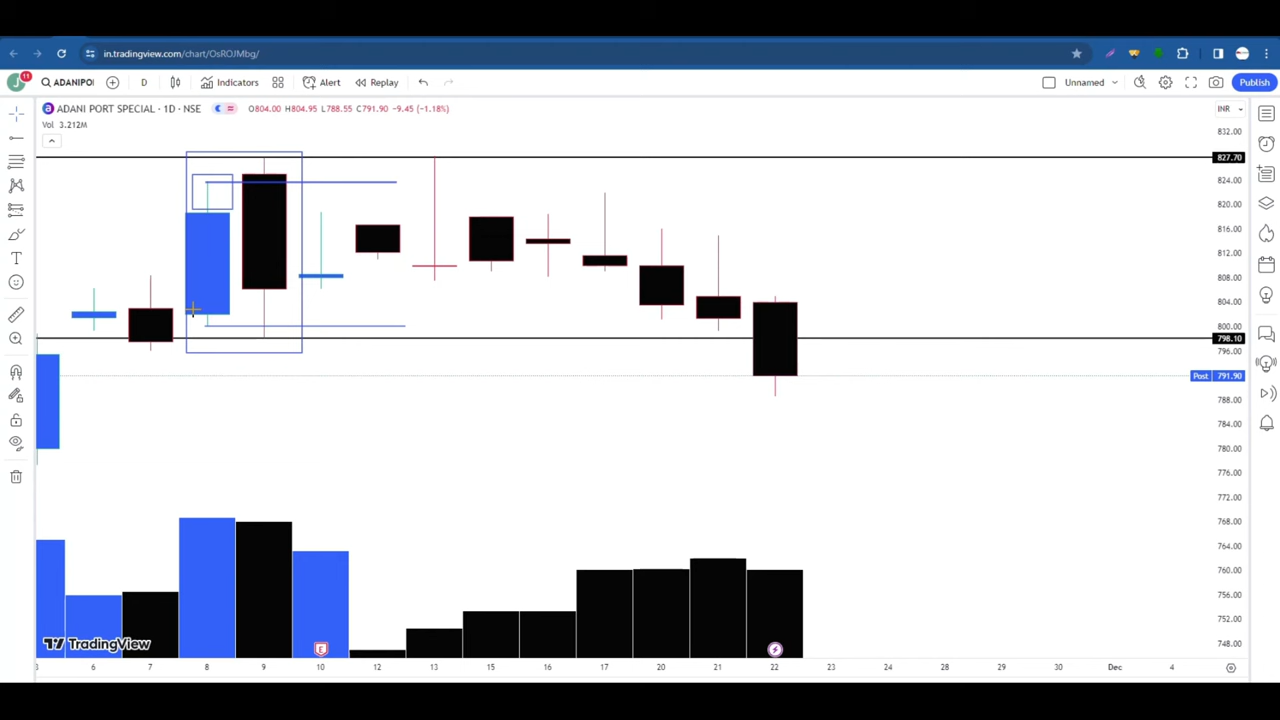 in.tradingview.com/chart/OsROJMbg/
J 11 ADANIPO D Indicators Alert Replay Unnamed Publish
ADANI PORT SPECIAL · 1D · NSE O804.00 H804.95 L788.55 C791.90 -9.45 (-1.18%) INR
Vol 3.212M
832.00
827.70
824.00
820.00
816.00
812.00
808.00
804.00
800.00
798.10
796.00
Post 791.90
788.00
784.00
780.00
776.00
772.00
768.00
764.00
760.00
756.00
752.00
748.00
TradingView
E
3 6 7 8 9 10 12 13 15 16 17 20 21 22 23 24 28 29 30 Dec 4